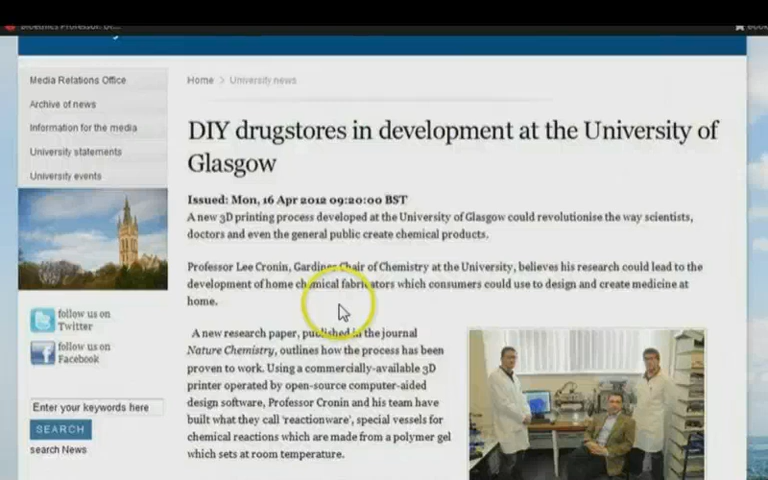 Home > University news
Media Relations Office
Archive of news
Information for the media
University statements
University events
follow us on
Twitter
follow us on
Facebook
Enter your keywords here
SEARCH
search News
DIY drugstores in development at the University of
Glasgow
Issued: Mon, 16 Apr 2012 09:20:00 BST
A new 3D printing process developed at the University of Glasgow could revolutionise the way scientists,
doctors and even the general public create chemical products.
Professor Lee Cronin, Gardiner Chair of Chemistry at the University, believes his research could lead to the
development of home chemical fabricators which consumers could use to design and create medicine at
home.
A new research paper, published in the journal
Nature Chemistry, outlines how the process has been
proven to work. Using a commercially-available 3D
printer operated by open-source computer-aided
design software, Professor Cronin and his team have
built what they call 'reactionware', special vessels for
chemical reactions which are made from a polymer gel
which sets at room temperature.